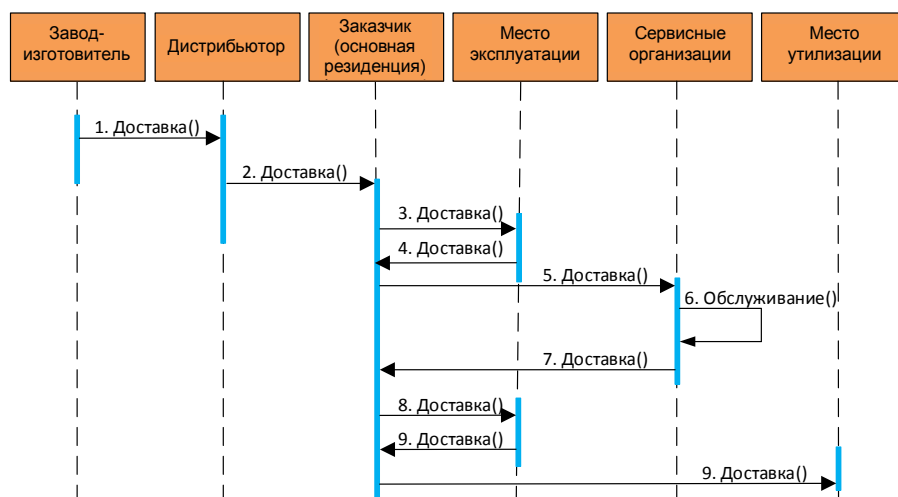 Завод-
изготовитель
Дистрибьютор
Заказчик
(основная
резиденция)
Место
эксплуатации
Сервисные
организации
Место
утилизации
1. Доставка()
2. Доставка()
3. Доставка()
4. Доставка()
5. Доставка()
6. Обслуживание()
7. Доставка()
8. Доставка()
9. Доставка()
9. Доставка()